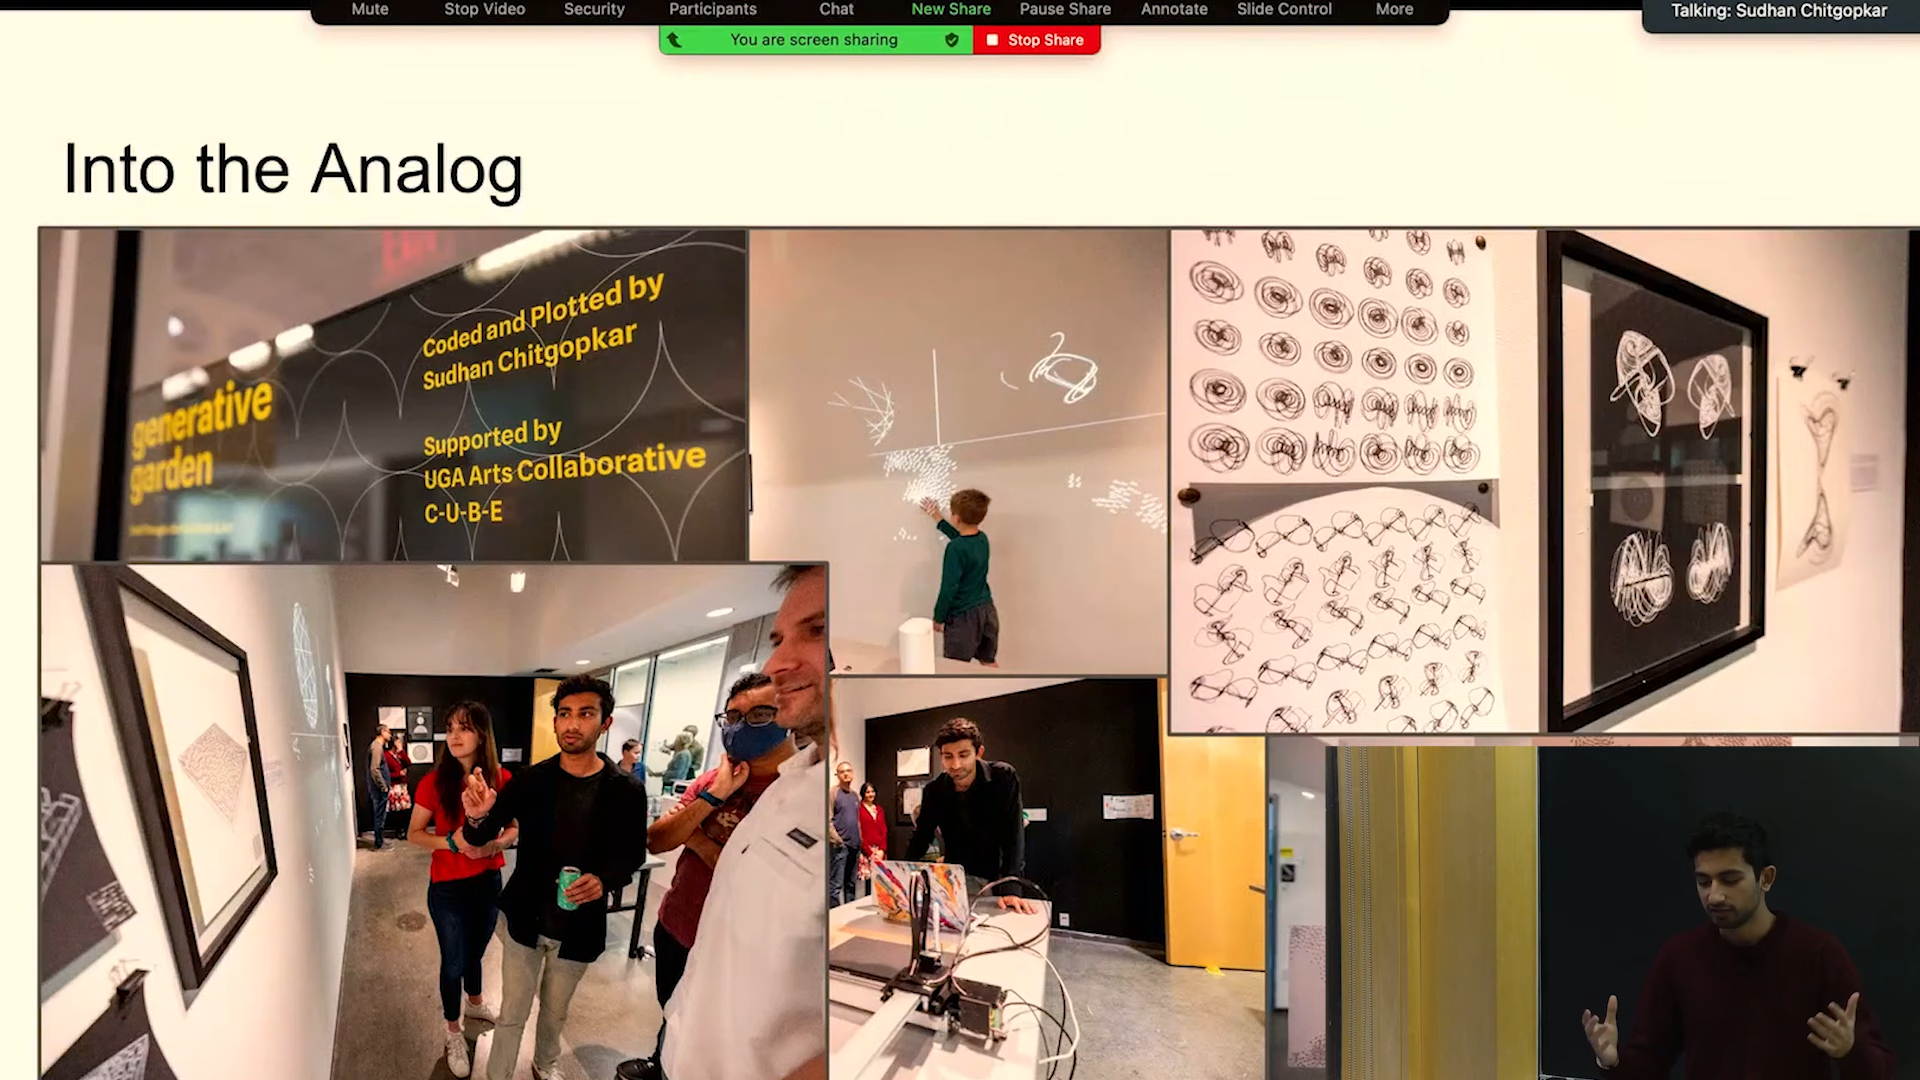 Mute Stop Video Security Participants Chat New Share Pause Share Annotate Slide Control More
Talking: Sudhan Chitgopkar
You are screen sharing Stop Share
Into the Analog
generative
garden
Coded and Plotted by
Sudhan Chitgopkar
Supported by
UGA Arts Collaborative
C-U-B-E